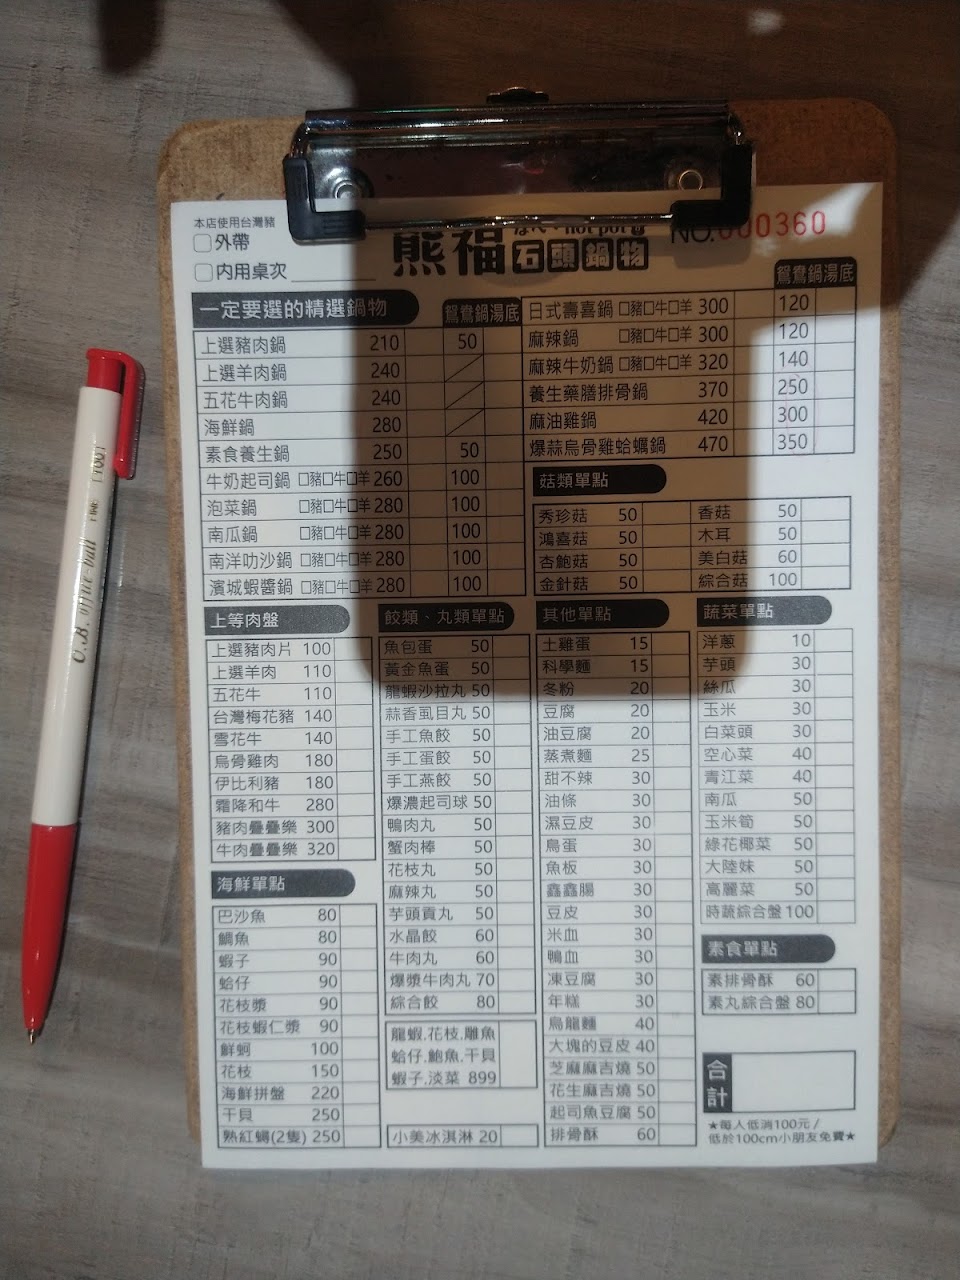 本店使用台灣豬
□外帶
□內用桌次
熊福
hot pot
石頭鍋物
NO.000360
一定要選的精選鍋物 鴛鴦鍋湯底
上選豬肉鍋 210 50
上選羊肉鍋 240
五花牛肉鍋 240
海鮮鍋 280
素食養生鍋 250 50
牛奶起司鍋 □豬□牛□羊 260 100
泡菜鍋 □豬□牛□羊 280 100
南瓜鍋 □豬□牛□羊 280 100
南洋叻沙鍋 □豬□牛□羊 280 100
濱城蝦醬鍋 □豬□牛□羊 280 100
鴛鴦鍋湯底
日式壽喜鍋 □豬□牛□羊 300 120
麻辣鍋 □豬□牛□羊 300 120
麻辣牛奶鍋 □豬□牛□羊 320 140
養生藥膳排骨鍋 370 250
麻油雞鍋 420 300
爆蒜烏骨雞蛤蠣鍋 470 350
菇類單點
秀珍菇 50 香菇 50
鴻喜菇 50 木耳 50
杏鮑菇 50 美白菇 60
金針菇 50 綜合菇 100
上等肉盤
上選豬肉片 100
上選羊肉 110
五花牛 110
台灣梅花豬 140
雪花牛 140
烏骨雞肉 180
伊比利豬 180
霜降和牛 280
豬肉疊疊樂 300
牛肉疊疊樂 320
海鮮單點
巴沙魚 80
鯛魚 80
蝦子 90
蛤仔 90
花枝漿 90
花枝蝦仁漿 90
鮮蚵 100
花枝 150
海鮮拼盤 220
干貝 250
熟紅蟳(2隻) 250
餃類、丸類單點
魚包蛋 50
黃金魚蛋 50
龍蝦沙拉丸 50
蒜香虱目丸 50
手工魚餃 50
手工蛋餃 50
手工燕餃 50
爆濃起司球 50
鴨肉丸 50
蟹肉棒 50
花枝丸 50
麻辣丸 50
芋頭貢丸 50
水晶餃 60
牛肉丸 60
爆漿牛肉丸 70
綜合餃 80
龍蝦.花枝.鵰魚
蛤仔.鮑魚.干貝
蝦子.淡菜 899
小美冰淇淋 20
其他單點
土雞蛋 15
科學麵 15
冬粉 20
豆腐 20
油豆腐 20
蒸煮麵 25
甜不辣 30
油條 30
濕豆皮 30
鳥蛋 30
魚板 30
鑫鑫腸 30
豆皮 30
米血 30
鴨血 30
凍豆腐 30
年糕 30
烏龍麵 40
大塊的豆皮 40
芝麻麻吉燒 50
花生麻吉燒 50
起司魚豆腐 50
排骨酥 60
蔬菜單點
洋蔥 10
芋頭 30
絲瓜 30
玉米 30
白菜頭 30
空心菜 40
青江菜 40
南瓜 50
玉米筍 50
綠花椰菜 50
大陸妹 50
高麗菜 50
時蔬綜合盤 100
素食單點
素排骨酥 60
素丸綜合盤 80
合計
★每人低消100元/
低於100cm小朋友免費★
O.B. office-ball